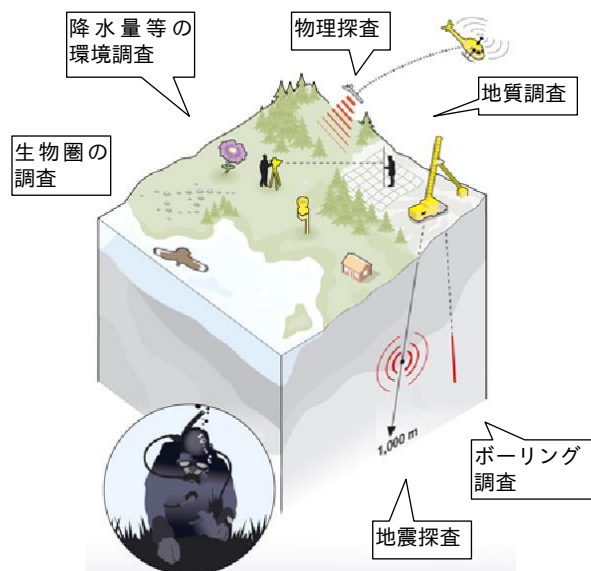 降水量等の
環境調査
物理探査
地質調査
生物圏の
調査
1,000 m
ボーリング
調査
地震探査